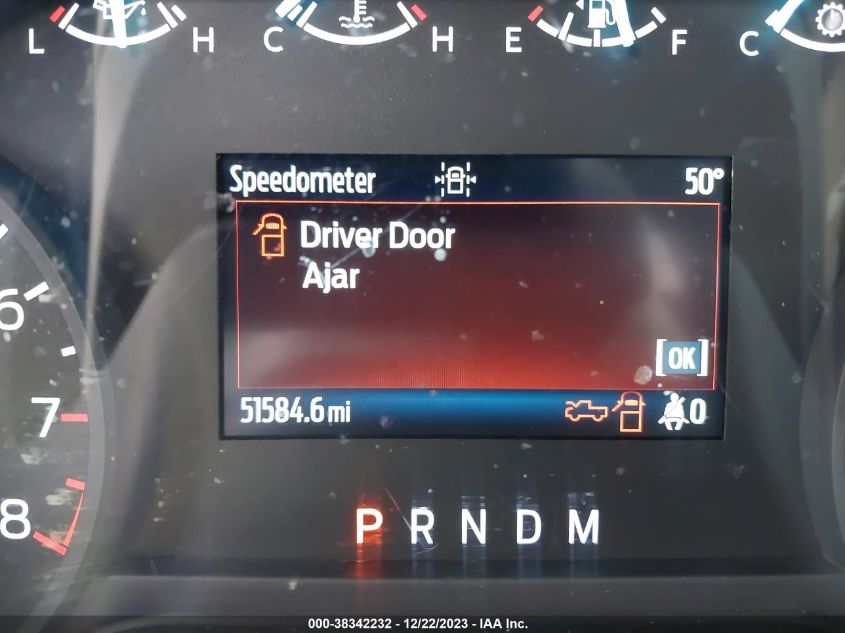 L H C H E F C
Speedometer 50°
Driver Door
Ajar
[OK]
51584.6 mi 0
6
7
8
P R N D M
000-38342232 - 12/22/2023 - IAA Inc.